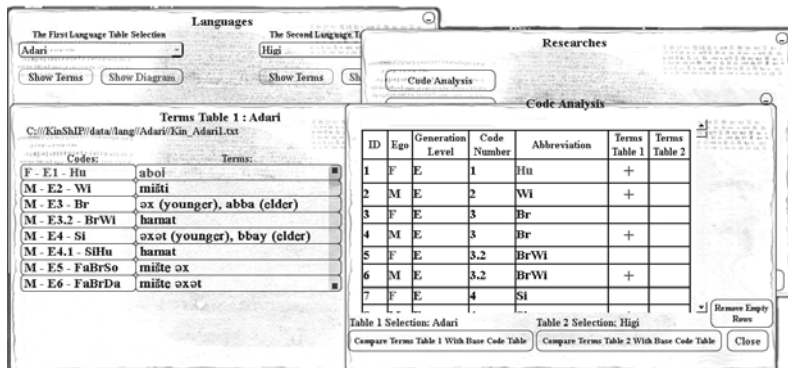 Languages
The First Language Table Selection
The Second Language
Adari
Higi
Show Terms
Show Diagram
Show Terms
Sh
Researches
Code Analysis
Terms Table 1 : Adari
C:///KinShIP//data//lang//Adari//Kin_Adari1.txt
Codes: Terms:
F - E1 - Hu aboi
M - E2 - Wi mišti
M - E3 - Br əx (younger), abba (elder)
M - E3.2 - BrWi hamat
M - E4 - Si əxət (younger), bbay (elder)
M - E4.1 - SiHu hamat
M - E5 - FaBrSo mište əx
M - E6 - FaBrDa mište əxət
Code Analysis
ID Ego Generation Level Code Number Abbreviation Terms Table 1 Terms Table 2
1 F E 1 Hu +
2 M E 2 Wi +
3 F E 3 Br
4 M E 3 Br +
5 F E 3.2 BrWi
6 M E 3.2 BrWi +
7 F E 4 Si
Remove Empty Rows
Table 1 Selection: Adari Table 2 Selection: Higi
Compare Terms Table 1 With Base Code Table
Compare Terms Table 2 With Base Code Table
Close